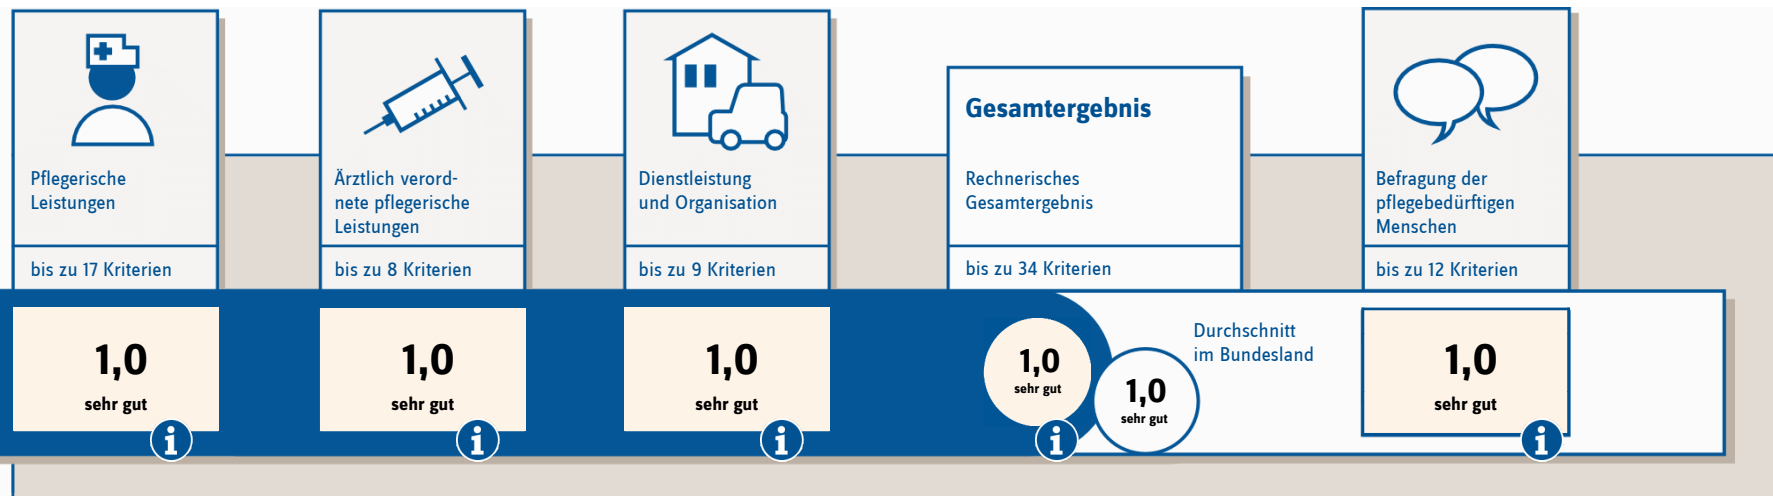 Pflegerische
Leistungen
bis zu 17 Kriterien
1,0
sehr gut
i
Ärztlich verord-
nete pflegerische
Leistungen
bis zu 8 Kriterien
1,0
sehr gut
i
Dienstleistung
und Organisation
bis zu 9 Kriterien
1,0
sehr gut
i
Gesamtergebnis
Rechnerisches
Gesamtergebnis
bis zu 34 Kriterien
1,0
sehr gut
i
Durchschnitt
im Bundesland
1,0
sehr gut
Befragung der
pflegebedürftigen
Menschen
bis zu 12 Kriterien
1,0
sehr gut
i